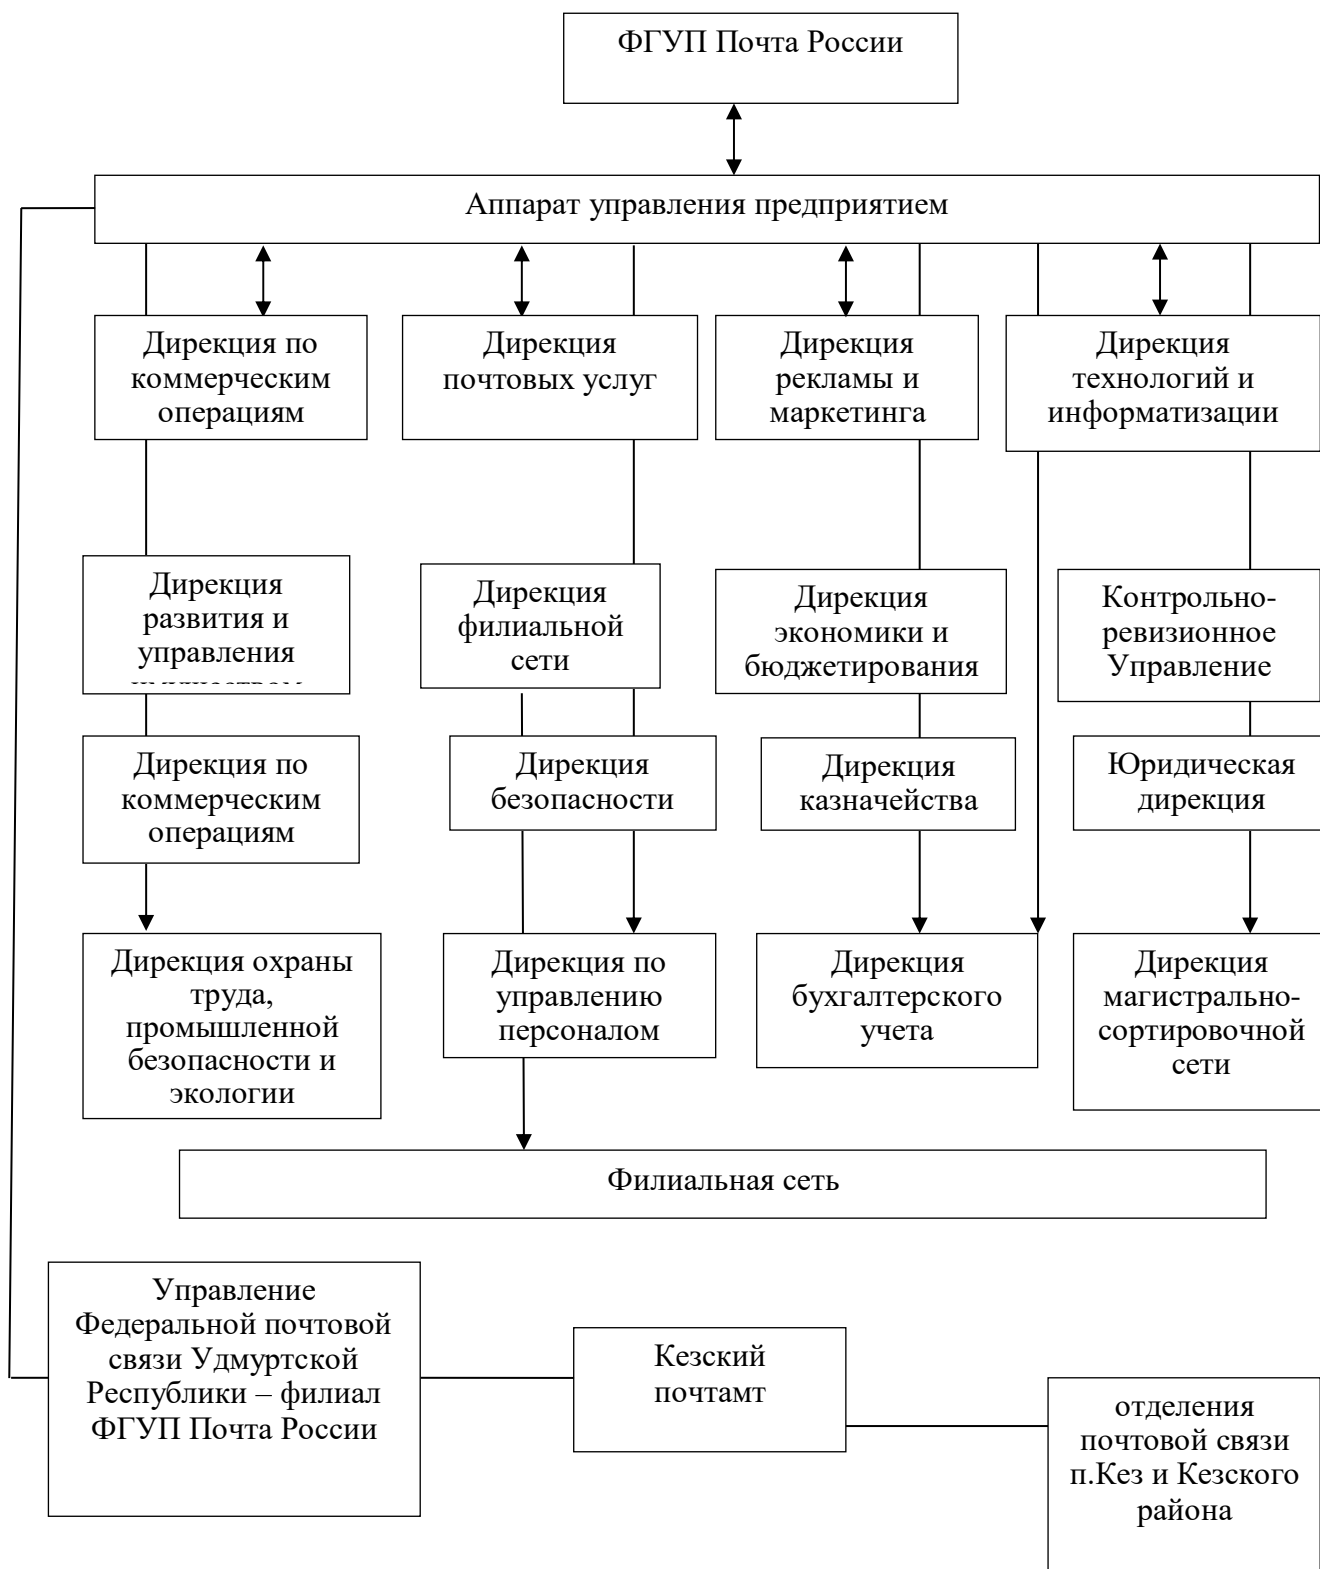 ФГУП Почта России
Аппарат управления предприятием
Дирекция по
коммерческим
операциям
Дирекция
почтовых услуг
Дирекция
рекламы и
маркетинга
Дирекция
технологий и
информатизации
Дирекция
развития и
управления
Дирекция
филиальной
сети
Дирекция
экономики и
бюджетирования
Контрольно-
ревизионное
Управление
Дирекция по
коммерческим
операциям
Дирекция
безопасности
Дирекция
казначейства
Юридическая
дирекция
Дирекция охраны
труда,
промышленной
безопасности и
экологии
Дирекция по
управлению
персоналом
Дирекция
бухгалтерского
учета
Дирекция
магистрально-
сортировочной
сети
Филиальная сеть
Управление
Федеральной почтовой
связи Удмуртской
Республики – филиал
ФГУП Почта России
Кезский
почтамт
отделения
почтовой связи
п.Кез и Кезского
района